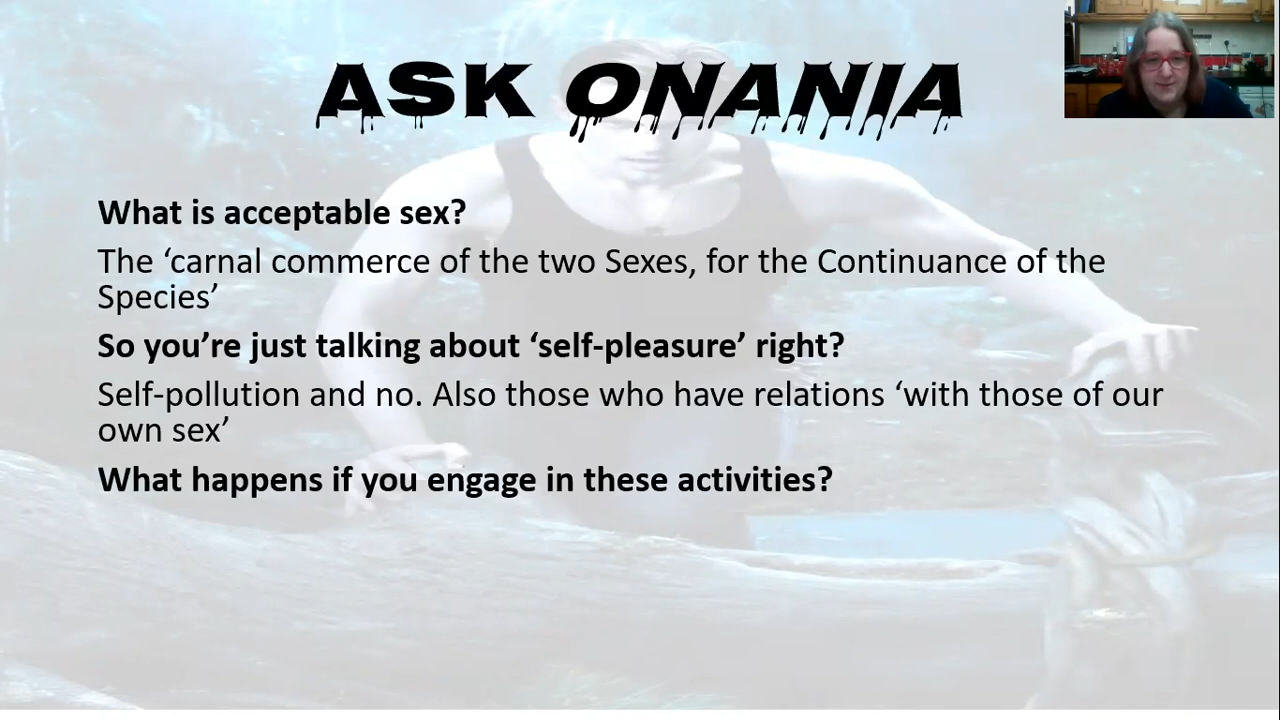 ASK ONANIA
What is acceptable sex?
The ‘carnal commerce of the two Sexes, for the Continuance of the
Species’
So you’re just talking about ‘self-pleasure’ right?
Self-pollution and no. Also those who have relations ‘with those of our
own sex’
What happens if you engage in these activities?